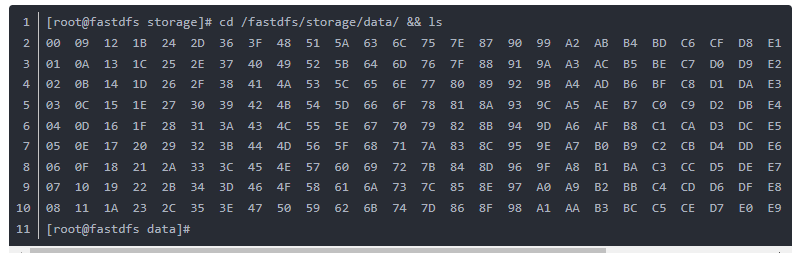 1 [root@fastdfs storage]# cd /fastdfs/storage/data/ && ls
2 00 09 12 1B 24 2D 36 3F 48 51 5A 63 6C 75 7E 87 90 99 A2 AB B4 BD C6 CF D8 E1
3 01 0A 13 1C 25 2E 37 40 49 52 5B 64 6D 76 7F 88 91 9A A3 AC B5 BE C7 D0 D9 E2
4 02 0B 14 1D 26 2F 38 41 4A 53 5C 65 6E 77 80 89 92 9B A4 AD B6 BF C8 D1 DA E3
5 03 0C 15 1E 27 30 39 42 4B 54 5D 66 6F 78 81 8A 93 9C A5 AE B7 C0 C9 D2 DB E4
6 04 0D 16 1F 28 31 3A 43 4C 55 5E 67 70 79 82 8B 94 9D A6 AF B8 C1 CA D3 DC E5
7 05 0E 17 20 29 32 3B 44 4D 56 5F 68 71 7A 83 8C 95 9E A7 B0 B9 C2 CB D4 DD E6
8 06 0F 18 21 2A 33 3C 45 4E 57 60 69 72 7B 84 8D 96 9F A8 B1 BA C3 CC D5 DE E7
9 07 10 19 22 2B 34 3D 46 4F 58 61 6A 73 7C 85 8E 97 A0 A9 B2 BB C4 CD D6 DF E8
10 08 11 1A 23 2C 35 3E 47 50 59 62 6B 74 7D 86 8F 98 A1 AA B3 BC C5 CE D7 E0 E9
11 [root@fastdfs data]#